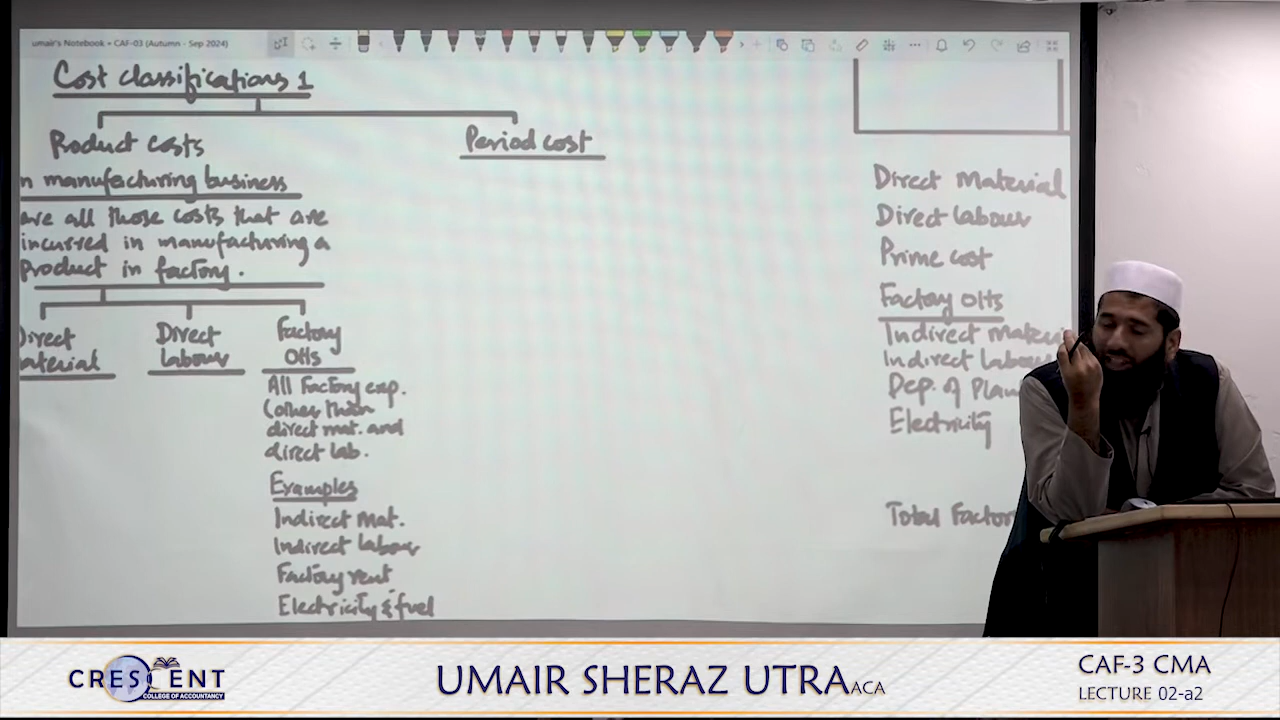 umair's Notebook » CAF-03 (Autumn - Sep 2024)
Cost classifications 1
Product costs
Period cost
n manufacturing business
are all those costs that are
incurred in manufacturing a
product in factory.
Direct
aterial
Direct
labour
Factory
OHs
All Factory exp.
(other than
direct mat. and
direct lab.
Examples
Indirect Mat.
Indirect labour
Factory rent
Electricity & fuel
Direct Material
Direct labour
Prime cost
Factory OHs
Indirect Materi
Indirect labou
Dep. of Plan
Electricity
Total Factor
CRESCENT
COLLEGE OF ACCOUNTANCY
UMAIR SHERAZ UTRA ACA
CAF-3 CMA
LECTURE 02-a2